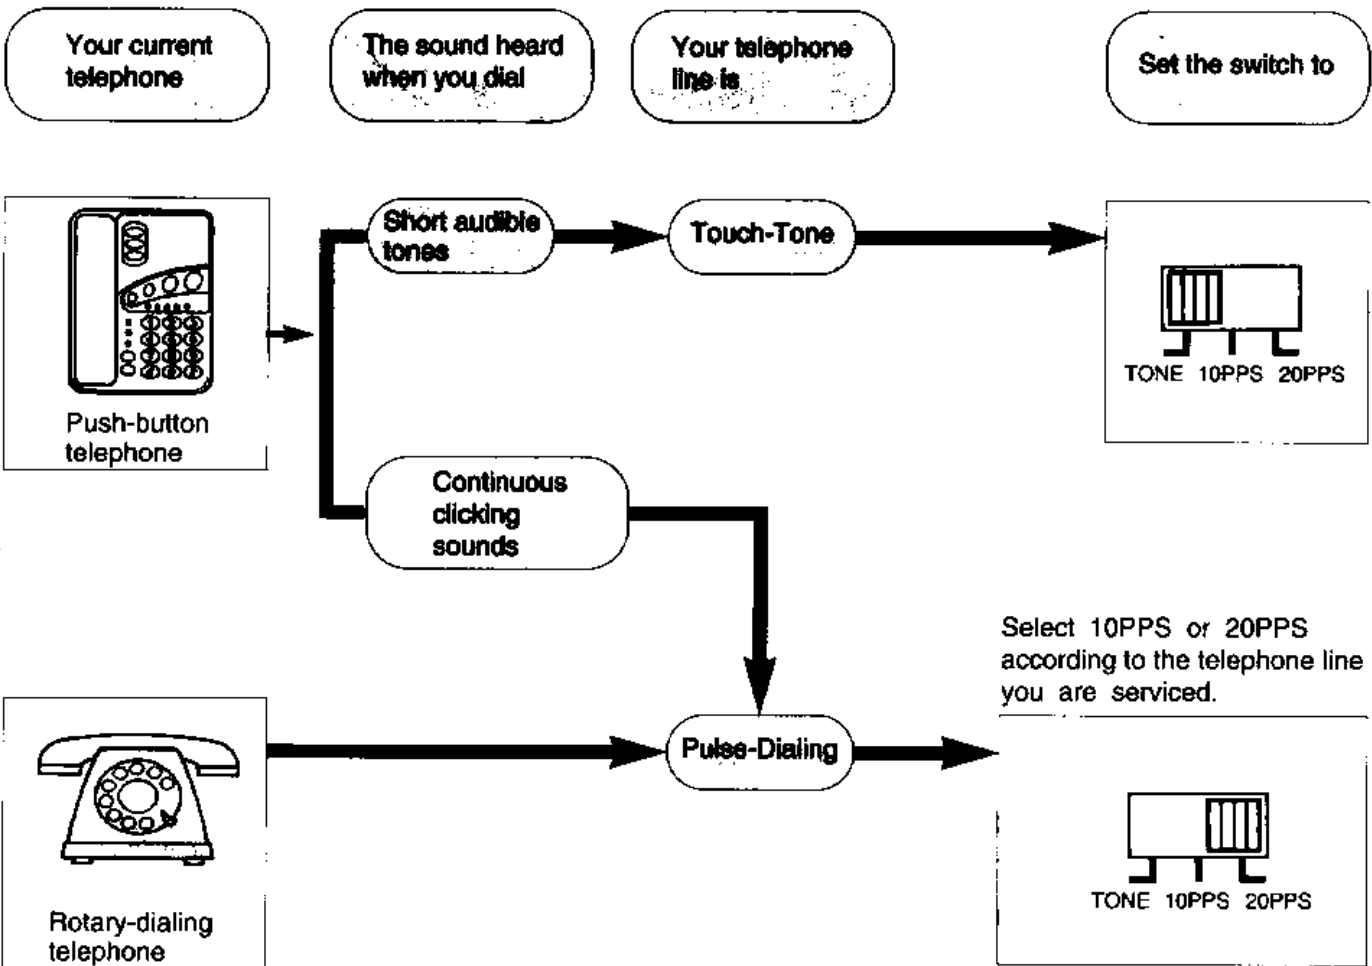 Your current
telephone
The sound heard
when you dial
Your telephone
line is
Set the switch to
Short audible
tones
Touch-Tone
TONE 10PPS 20PPS
Push-button
telephone
Continuous
clicking
sounds
Select 10PPS or 20PPS
according to the telephone line
you are serviced.
Pulse-Dialing
TONE 10PPS 20PPS
Rotary-dialing
telephone